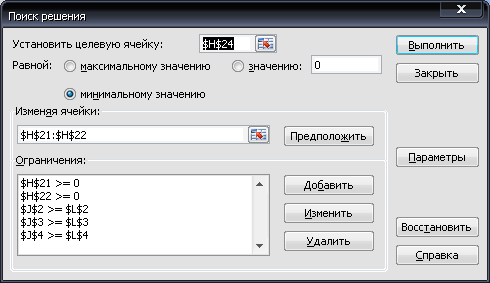 Поиск решения
Установить целевую ячейку: $H$24 Выполнить
Равной: максимальному значению значению: 0 Закрыть
минимальному значению
Изменяя ячейки:
$H$21:$H$22 Предположить
Ограничения: Параметры
$H$21 >= 0 Добавить
$H$22 >= 0
$J$2 >= $L$2 Изменить
$J$3 >= $L$3 Восстановить
$J$4 >= $L$4 Удалить
Справка